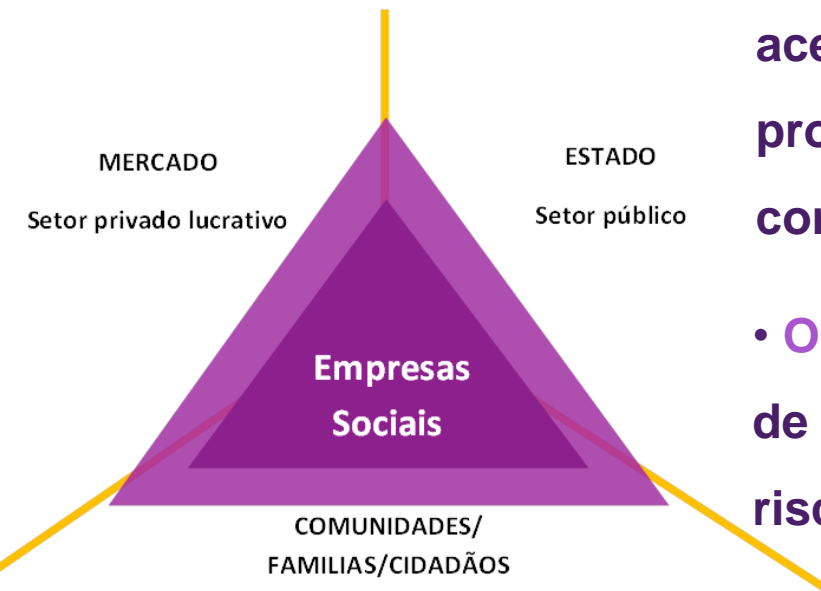 MERCADO
Setor privado lucrativo
ESTADO
Setor público
Empresas
Sociais
COMUNIDADES/
FAMILIAS/CIDADÃOS
• O
de